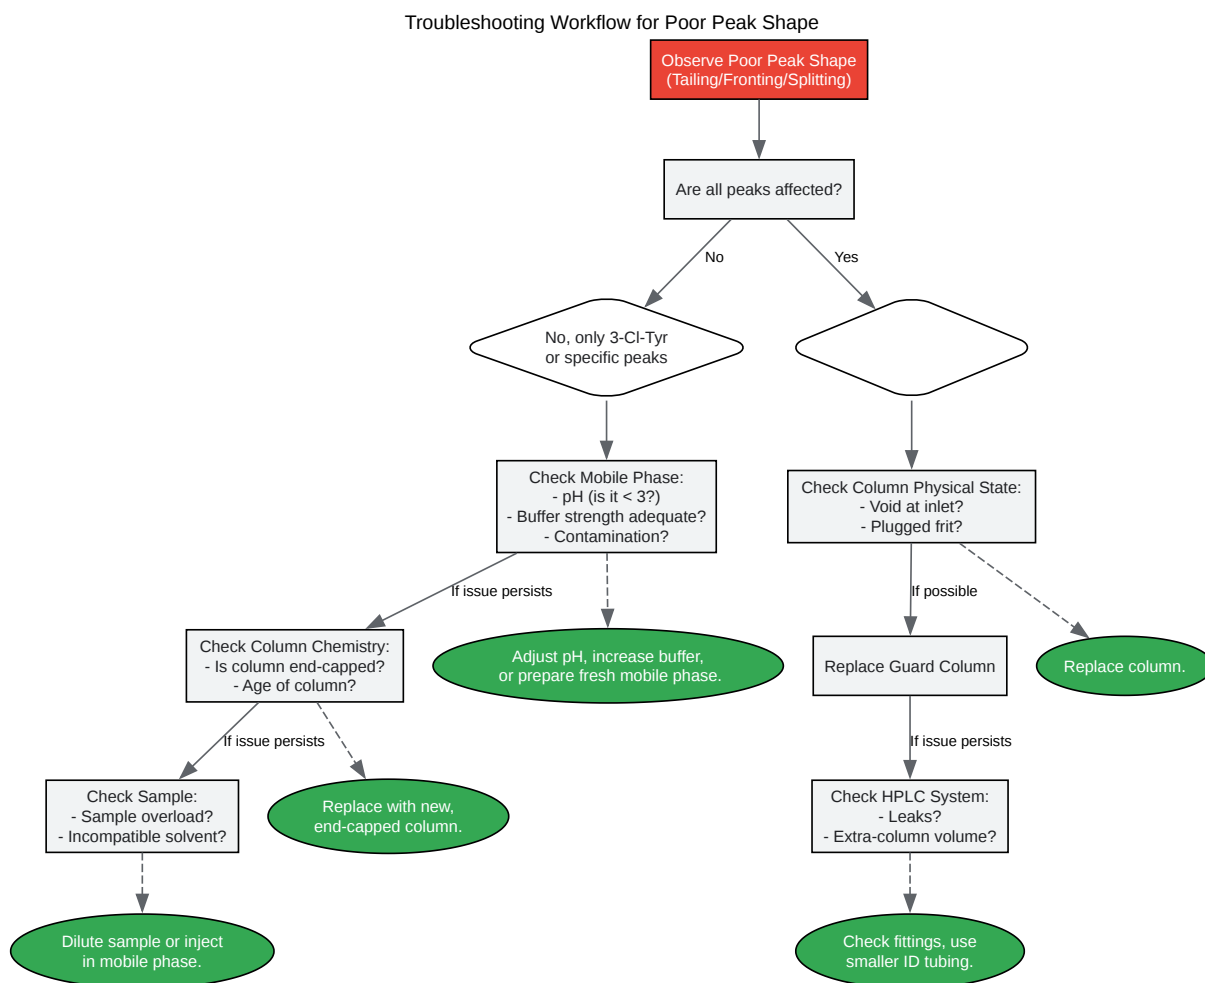 Troubleshooting Workflow for Poor Peak Shape
Observe Poor Peak Shape
(Tailing/Fronting/Splitting)
Are all peaks affected?
No
Yes
No, only 3-Cl-Tyr
or specific peaks
Check Mobile Phase:
- pH (is it < 3?)
- Buffer strength adequate?
- Contamination?
Check Column Physical State:
- Void at inlet?
- Plugged frit?
If issue persists
If possible
Check Column Chemistry:
- Is column end-capped?
- Age of column?
Adjust pH, increase buffer,
or prepare fresh mobile phase.
Replace Guard Column
Replace column.
If issue persists
If issue persists
Check Sample:
- Sample overload?
- Incompatible solvent?
Replace with new,
end-capped column.
Check HPLC System:
- Leaks?
- Extra-column volume?
Dilute sample or inject
in mobile phase.
Check fittings, use
smaller ID tubing.